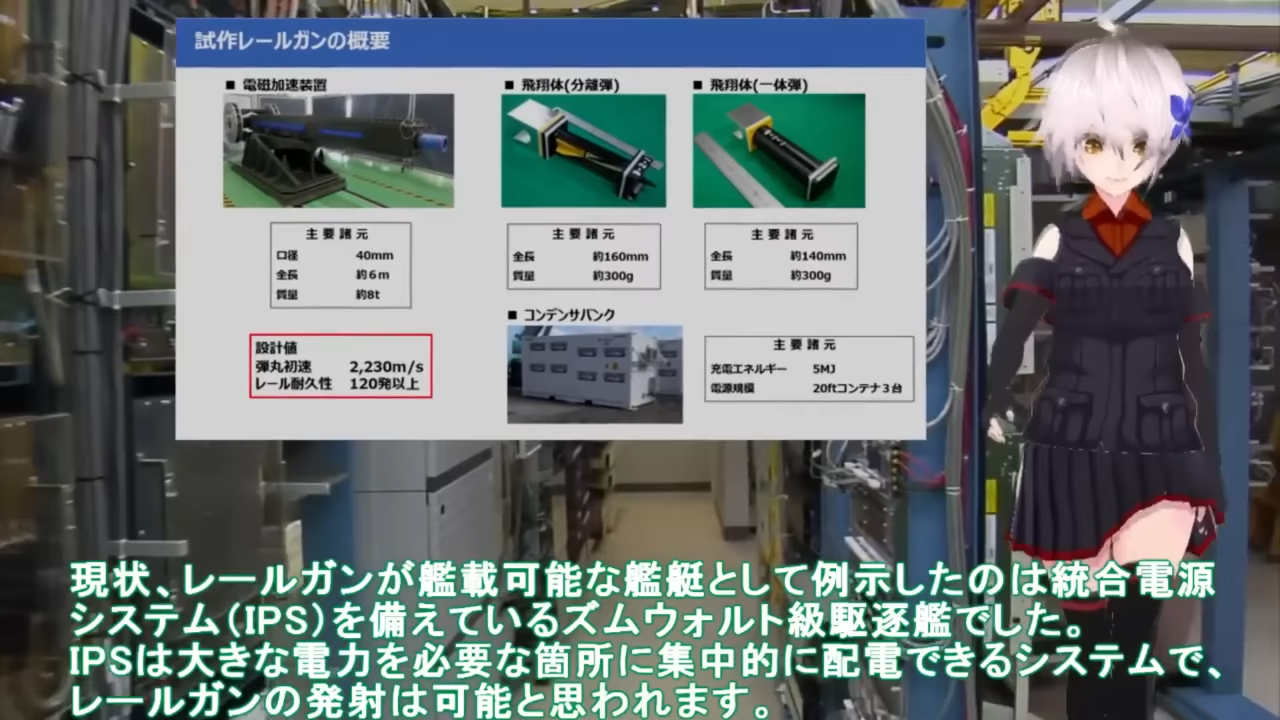 試作レールガンの概要
■ 電磁加速装置
■ 飛翔体(分離弾)
■ 飛翔体(一体弾)
主要諸元
口径 40mm
全長 約6m
質量 約8t
主要諸元
全長 約160mm
質量 約300g
主要諸元
全長 約140mm
質量 約300g
設計値
弾丸初速 2,230m/s
レール耐久性 120発以上
■ コンデンサバンク
主要諸元
充電エネルギー 5MJ
電源規模 20ftコンテナ3台
現状、レールガンが艦載可能な艦艇として例示したのは統合電源
システム(IPS)を備えているズムウォルト級駆逐艦でした。
IPSは大きな電力を必要な箇所に集中的に配電できるシステムで、
レールガンの発射は可能と思われます。